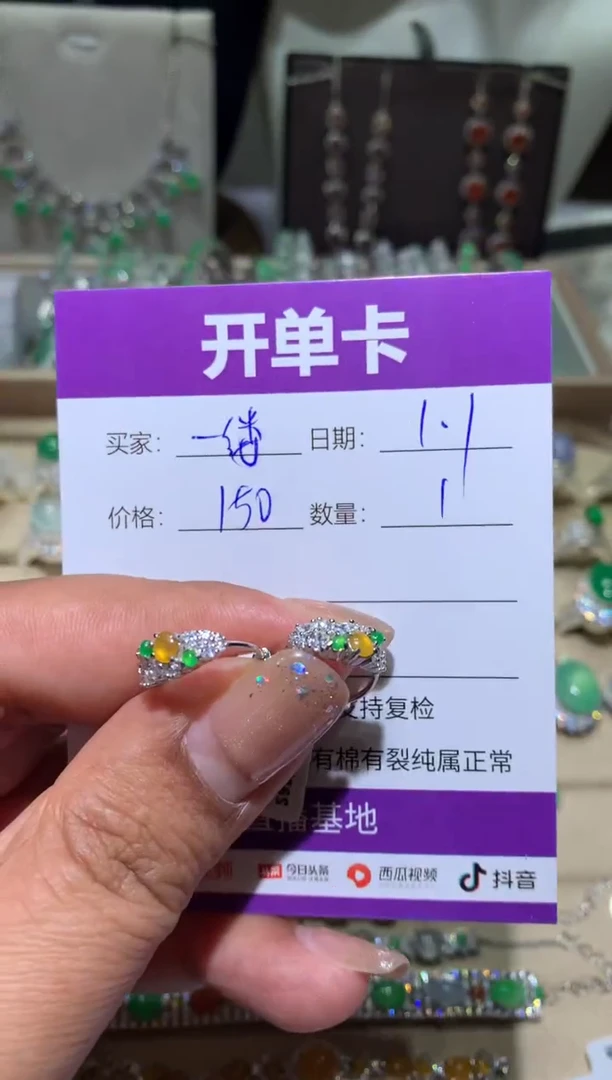 开单卡
买家：一缕 日期：1.1
价格：150 数量：1
支持复检
有棉有裂纯属正常
直播基地
今日头条 西瓜视频 抖音